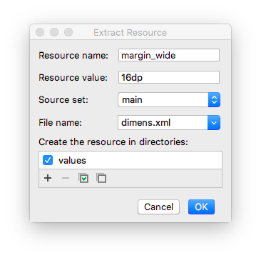 Extract Resource
Resource name: margin_wide
Resource value: 16dp
Source set: main
File name: dimens.xml
Create the resource in directories:
values
Cancel OK